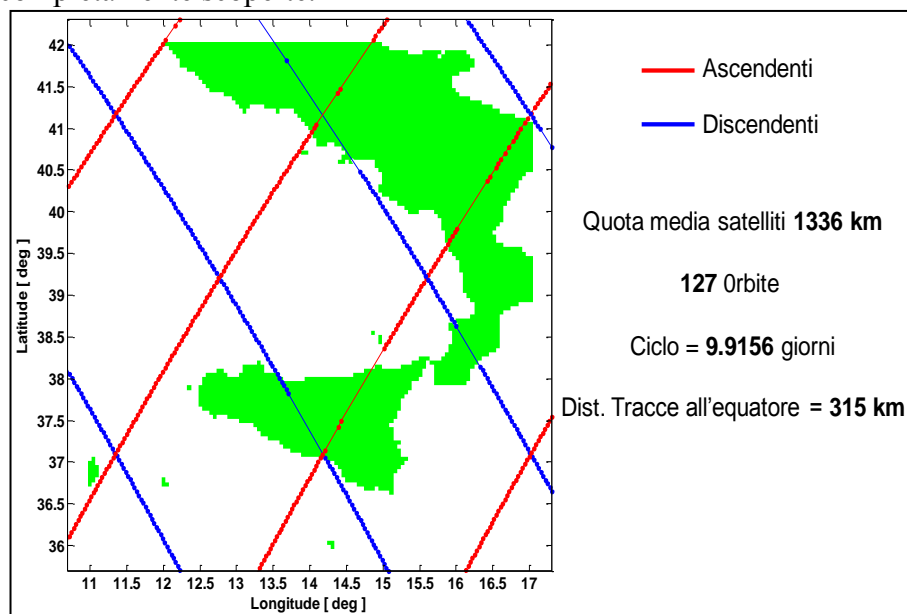 completamente scoperte.
42
41.5
41
40.5
40
39.5
39
38.5
38
37.5
37
36.5
36
Latitude [ deg ]
11 11.5 12 12.5 13 13.5 14 14.5 15 15.5 16 16.5 17
Longitude [ deg ]
Ascendenti
Discendenti
Quota media satelliti 1336 km
127 0rbite
Ciclo = 9.9156 giorni
Dist. Tracce all'equatore = 315 km